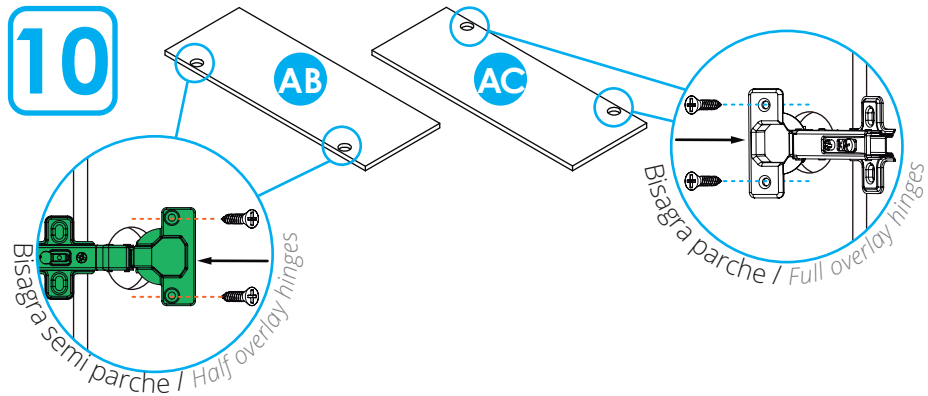 10
AB
AC
Bisagra parche / Full overlay hinges
Bisagra semi parche / Half overlay hinges